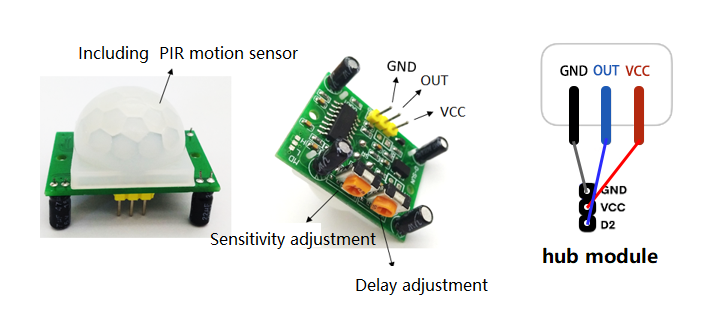 Including PIR motion sensor
GND
OUT
VCC
Sensitivity adjustment
Delay adjustment
GND OUT VCC
GND
VCC
D2
hub module